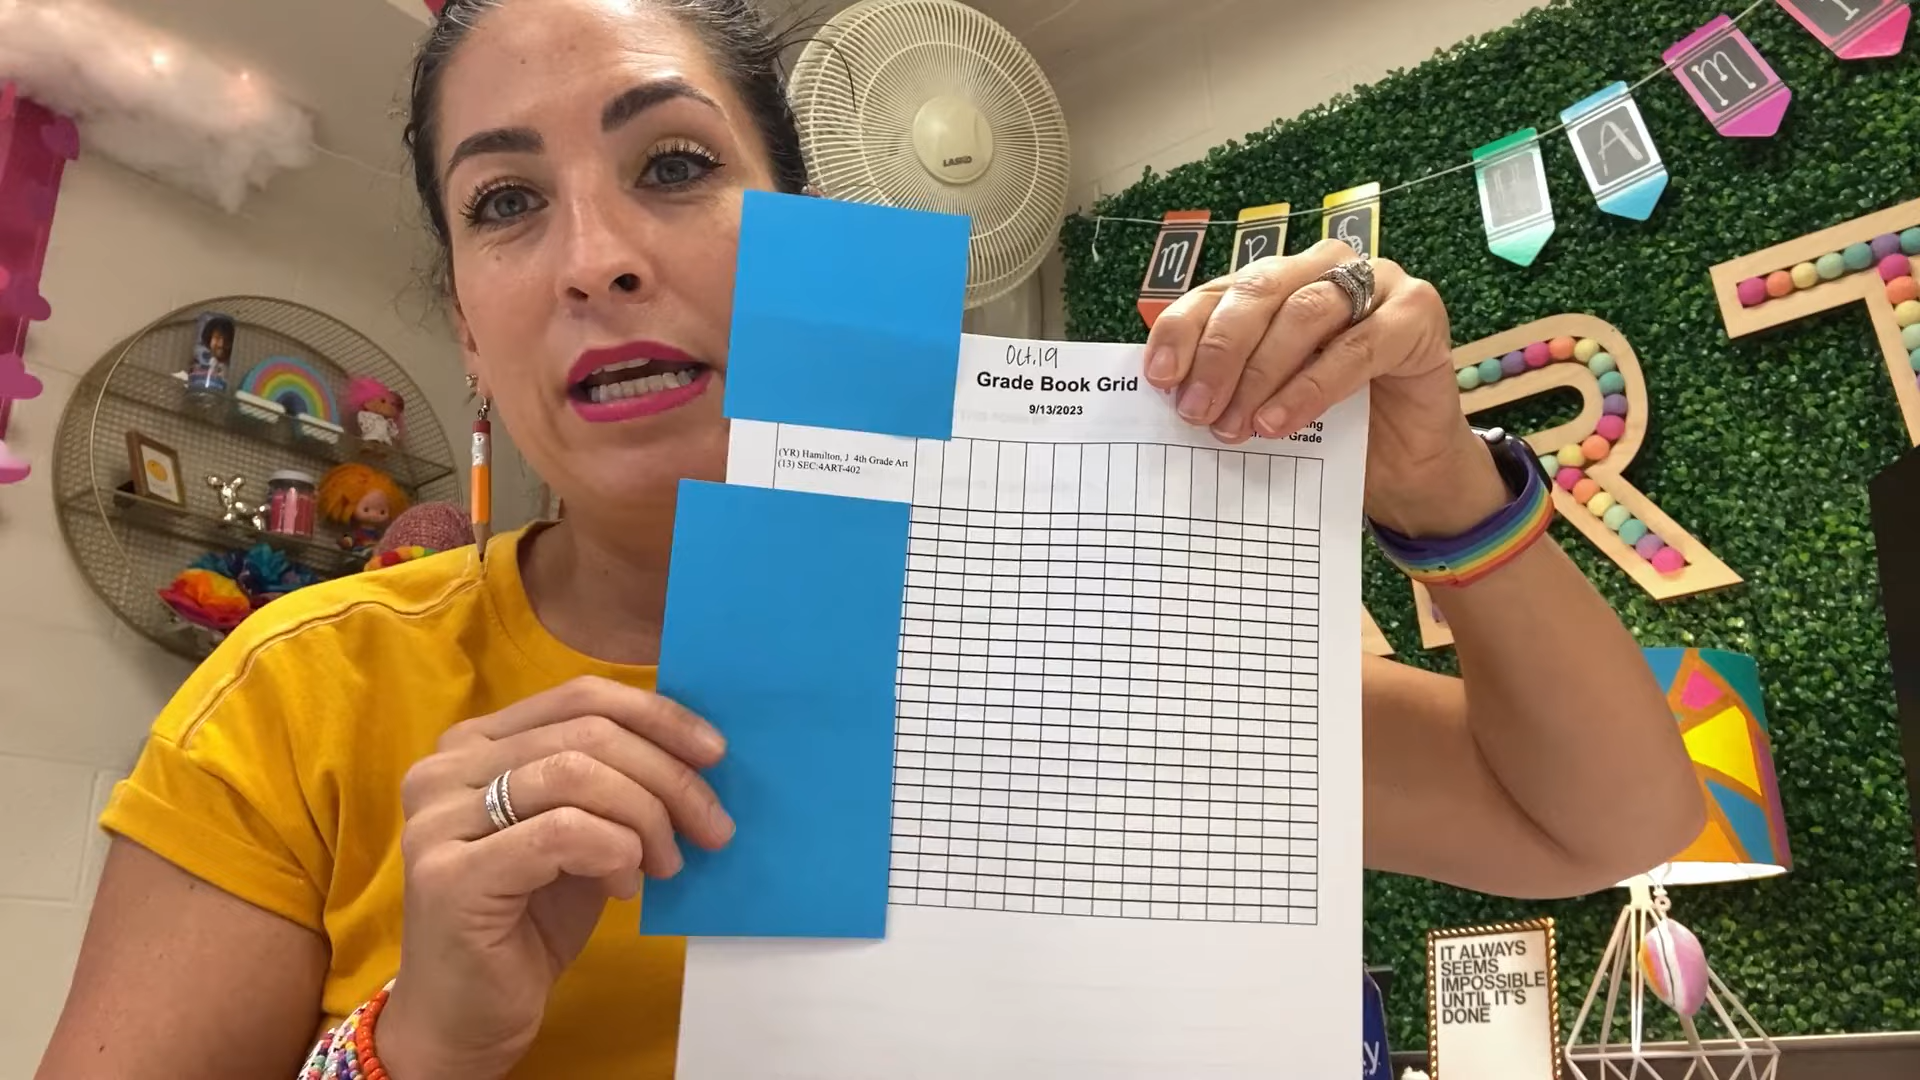 LASKO
M
P
S
M
A
M
Oct.19
Grade Book Grid
9/13/2023
Grade
(YR) Hamilton, J 4th Grade Art
(13) SEC:4ART-402
R
IT ALWAYS
SEEMS
IMPOSSIBLE
UNTIL IT'S
DONE